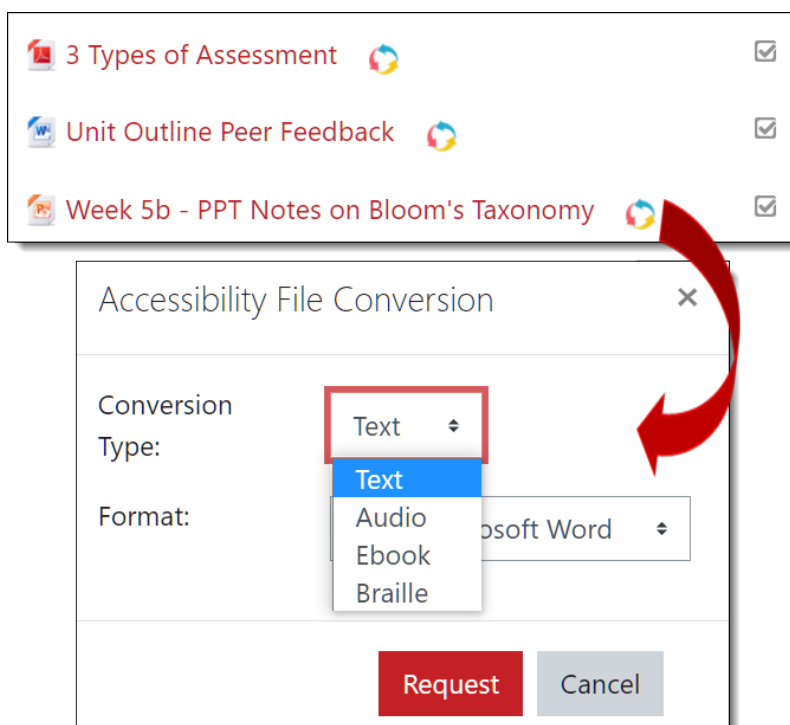 3 Types of Assessment
Unit Outline Peer Feedback
Week 5b - PPT Notes on Bloom's Taxonomy
Accessibility File Conversion ×
Conversion
Type:
Text
Text
Audio
Ebook
Braille
Format:
Word
Request Cancel